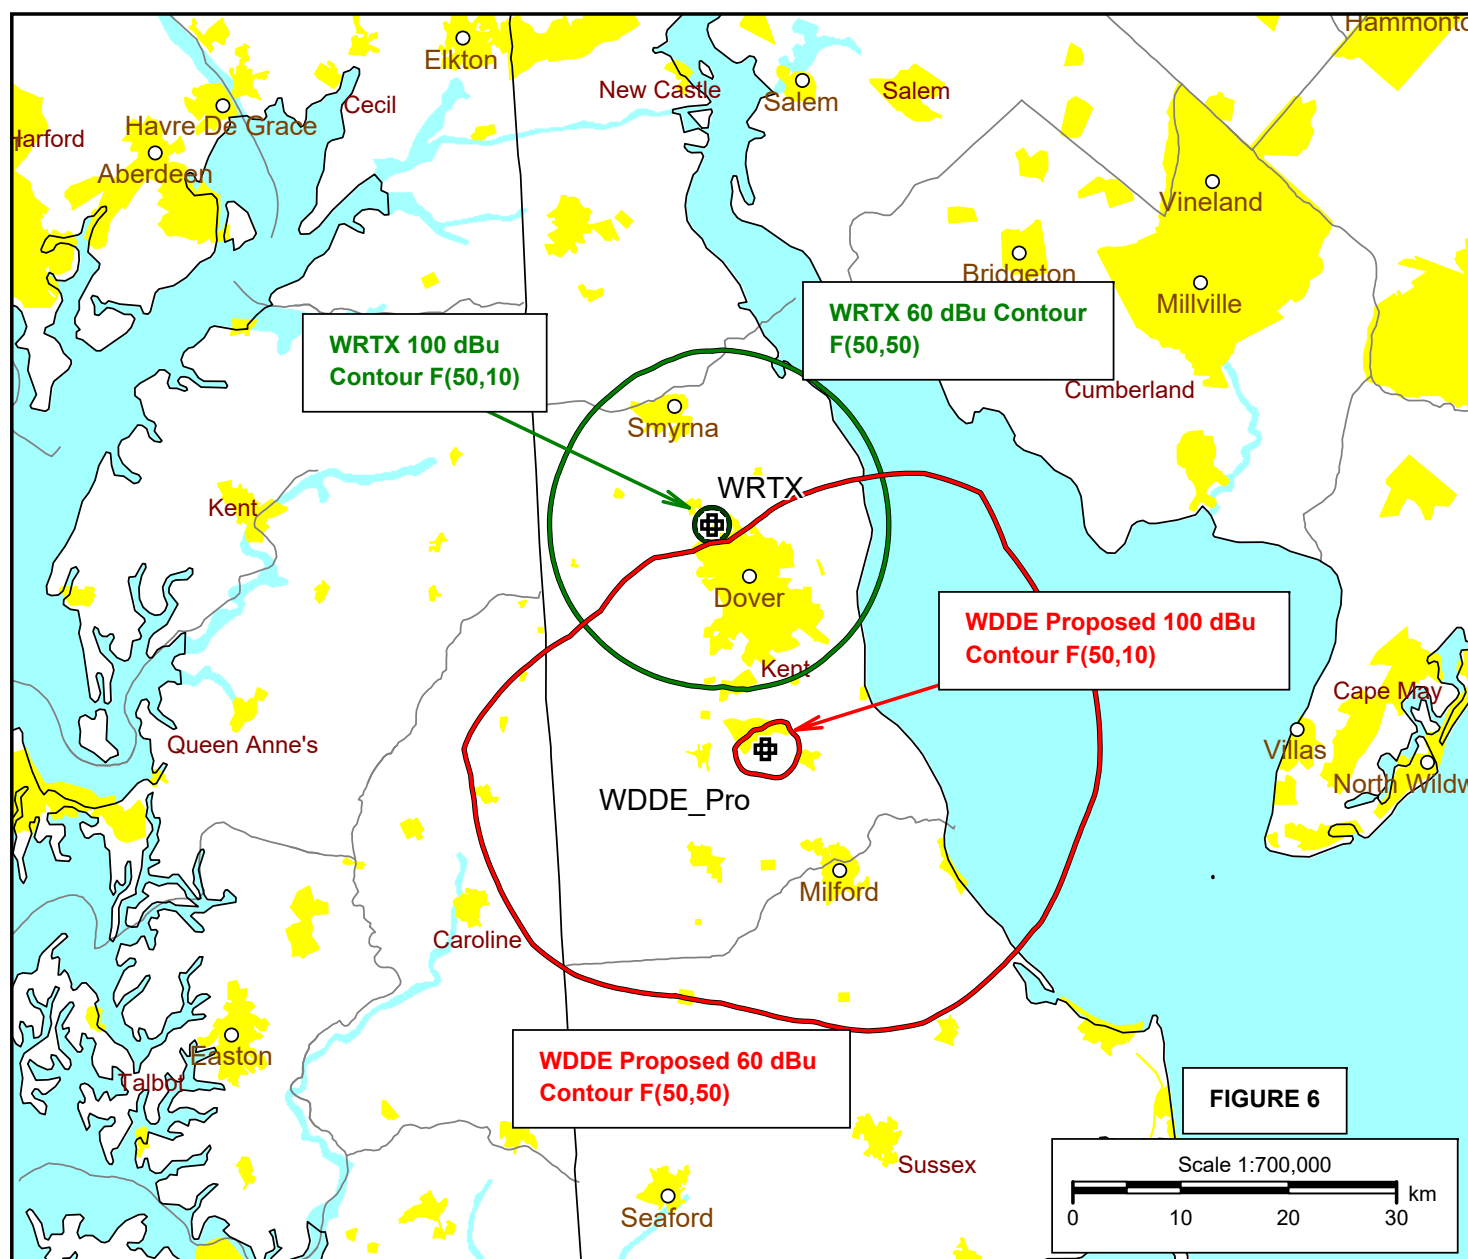 Hammonto
Elkton
New Castle
Salem
Salem
Cecil
Havre De Grace
Harford
Aberdeen
Vineland
Bridgeton
Millville
WRTX 60 dBu Contour
F(50,50)
WRTX 100 dBu
Contour F(50,10)
Cumberland
Smyrna
WRTX
Kent
Dover
WDDE Proposed 100 dBu
Contour F(50,10)
Kent
Cape May
Queen Anne's
Villas
North Wildw
WDDE_Pro
Milford
Caroline
Easton
Talbot
WDDE Proposed 60 dBu
Contour F(50,50)
FIGURE 6
Sussex
Scale 1:700,000
km
0 10 20 30
Seaford